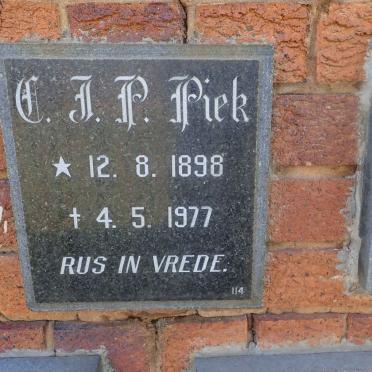 C. J. P. Piek
★ 12. 8. 1898
† 4. 5. 1977
RUS IN VREDE.
114